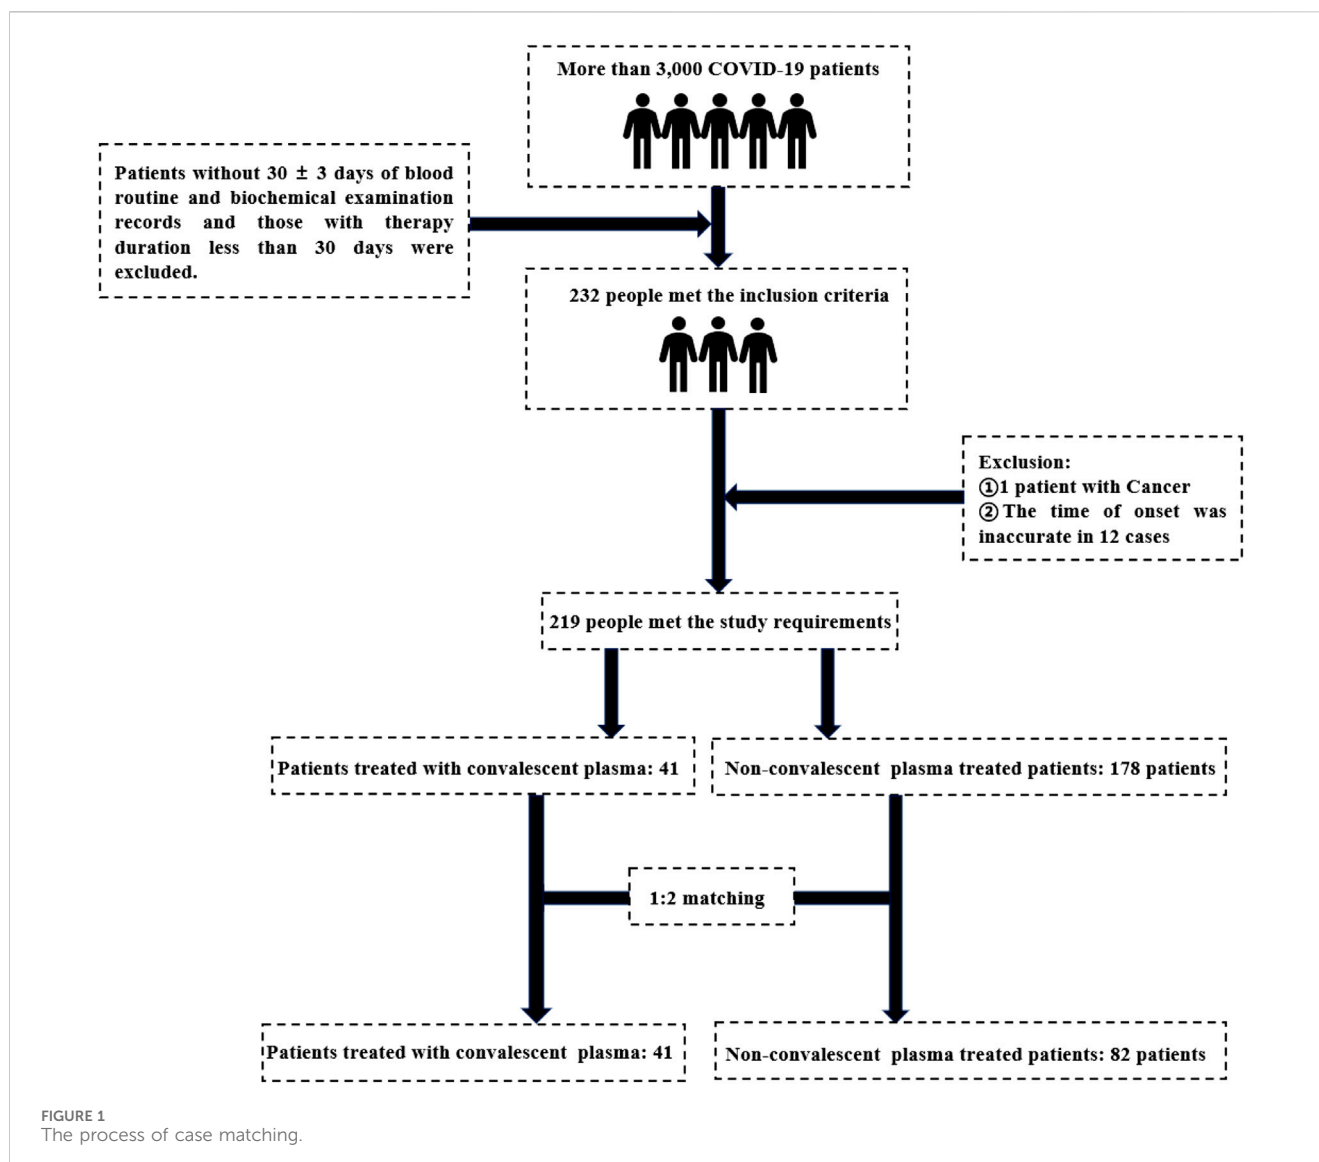 More than 3,000 COVID-19 patients
Patients without 30 ± 3 days of blood
routine and biochemical examination
records and those with therapy
duration less than 30 days were
excluded.
232 people met the inclusion criteria
Exclusion:
①1 patient with Cancer
②The time of onset was
inaccurate in 12 cases
219 people met the study requirements
Patients treated with convalescent plasma: 41
Non-convalescent plasma treated patients: 178 patients
1:2 matching
Patients treated with convalescent plasma: 41
Non-convalescent plasma treated patients: 82 patients
FIGURE 1
The process of case matching.